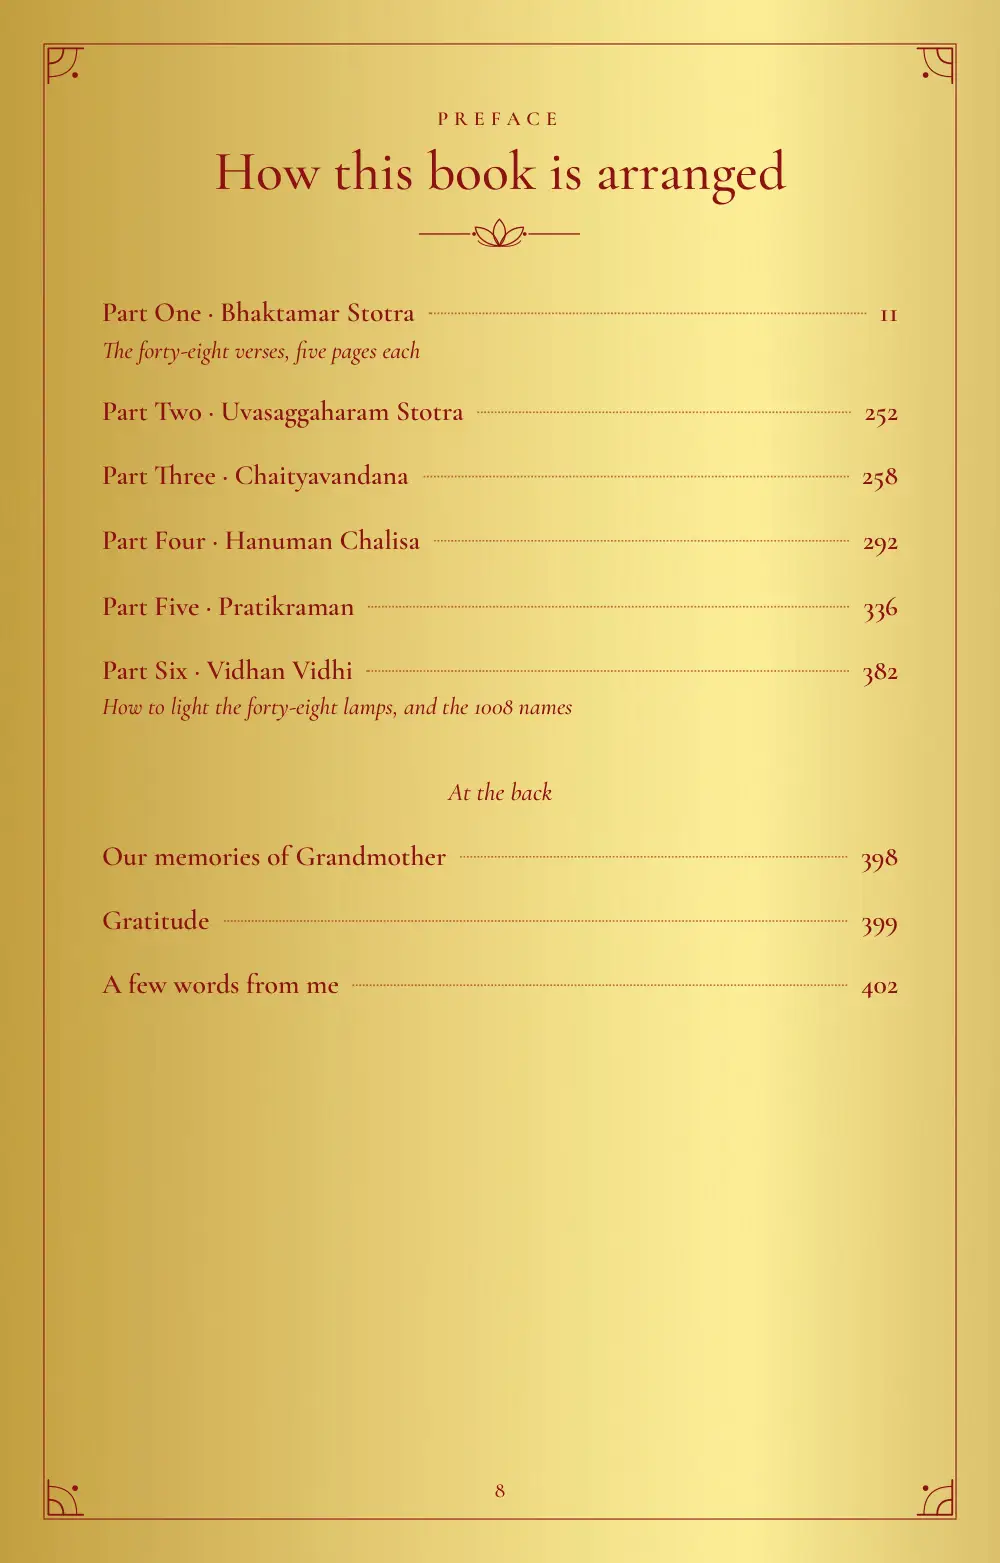 PREFACE
How this book is arranged
Part One · Bhaktamar Stotra 11
The forty-eight verses, five pages each
Part Two · Uvasaggaharam Stotra 252
Part Three · Chaityavandana 258
Part Four · Hanuman Chalisa 292
Part Five · Pratikraman 336
Part Six · Vidhan Vidhi 382
How to light the forty-eight lamps, and the 1008 names
At the back
Our memories of Grandmother 398
Gratitude 399
A few words from me 402
8